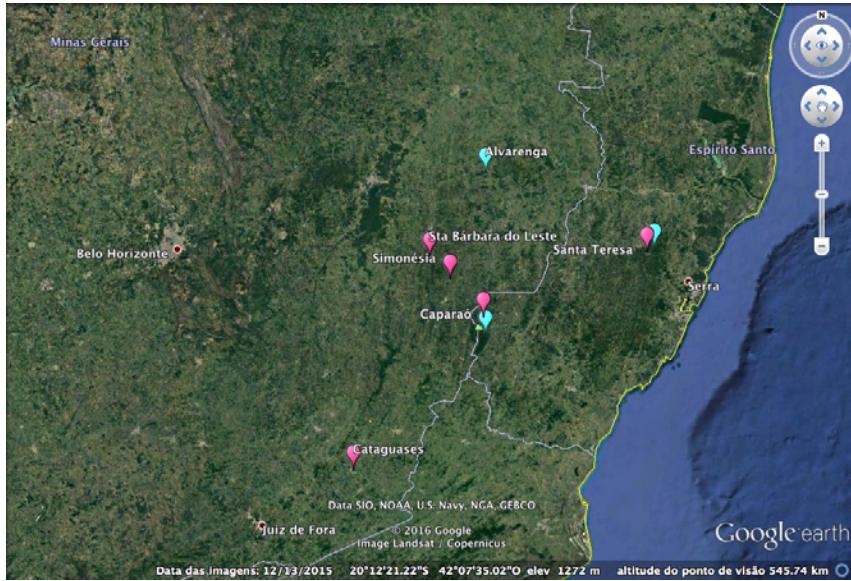 Minas Gerais
N
Alvarenga
Espírito Santo
Sta Bárbara do Leste
Belo Horizonte
Simonésia
Santa Teresa
Serra
Caparaó
Cataguases
Data SIO, NOAA, U.S. Navy, NGA, GEBCO
Juiz de Fora
© 2016 Google
Image Landsat / Copernicus
Google earth
Data das imagens: 12/13/2015 20°12'21.22"S 42°07'35.02"O elev 1272 m altitude do ponto de visão 545.74 km